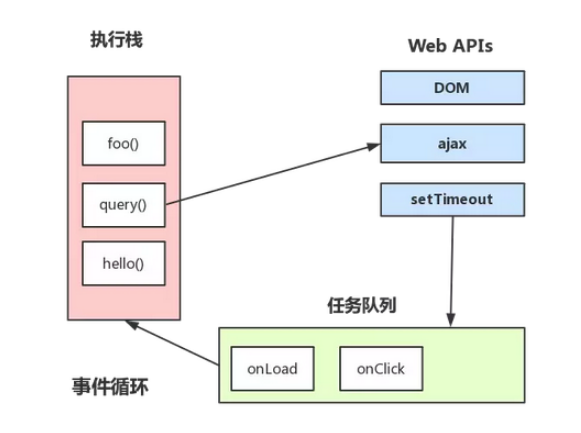 执行栈
Web APIs
DOM
foo()
ajax
query()
setTimeout
hello()
任务队列
onLoad
onClick
事件循环